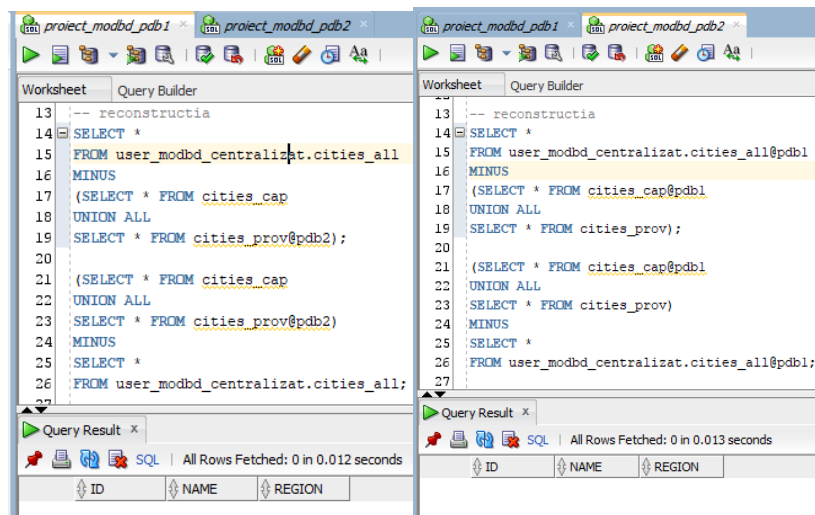 proiect_modbd_pdb1 × proiect_modbd_pdb2 ×
Worksheet Query Builder
13 -- reconstructia
14 SELECT *
15 FROM user_modbd_centralizat.cities_all
16 MINUS
17 (SELECT * FROM cities_cap
18 UNION ALL
19 SELECT * FROM cities_prov@pdb2);
20
21 (SELECT * FROM cities_cap
22 UNION ALL
23 SELECT * FROM cities_prov@pdb2)
24 MINUS
25 SELECT *
26 FROM user_modbd_centralizat.cities_all;
27
Query Result ×
SQL | All Rows Fetched: 0 in 0.012 seconds
ID NAME REGION
proiect_modbd_pdb1 × proiect_modbd_pdb2 ×
Worksheet Query Builder
13 -- reconstructia
14 SELECT *
15 FROM user_modbd_centralizat.cities_all@pdb1
16 MINUS
17 (SELECT * FROM cities_cap@pdb1
18 UNION ALL
19 SELECT * FROM cities_prov);
20
21 (SELECT * FROM cities_cap@pdb1
22 UNION ALL
23 SELECT * FROM cities_prov)
24 MINUS
25 SELECT *
26 FROM user_modbd_centralizat.cities_all@pdb1;
27
Query Result ×
SQL | All Rows Fetched: 0 in 0.013 seconds
ID NAME REGION